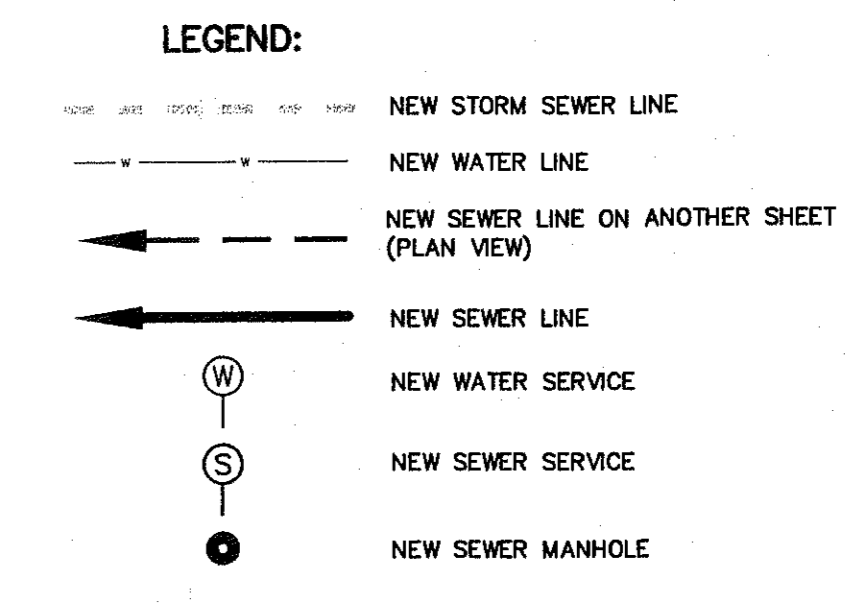 LEGEND:
NEW STORM SEWER LINE
W W NEW WATER LINE
NEW SEWER LINE ON ANOTHER SHEET
(PLAN VIEW)
NEW SEWER LINE
W NEW WATER SERVICE
S NEW SEWER SERVICE
NEW SEWER MANHOLE